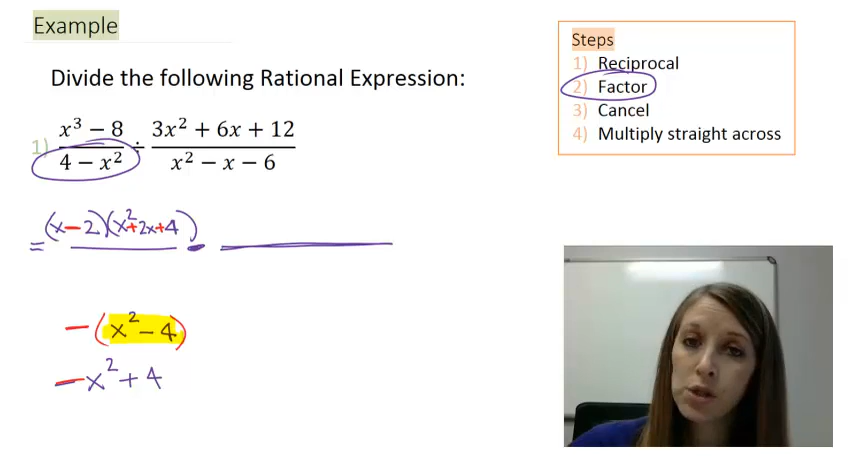 Example
Divide the following Rational Expression:
1) x³ − 8 / 4 − x² ÷ 3x² + 6x + 12 / x² − x − 6
= (x−2)(x²+2x+4) •
−(x²−4)
−x²+4
Steps
1) Reciprocal
2) Factor
3) Cancel
4) Multiply straight across